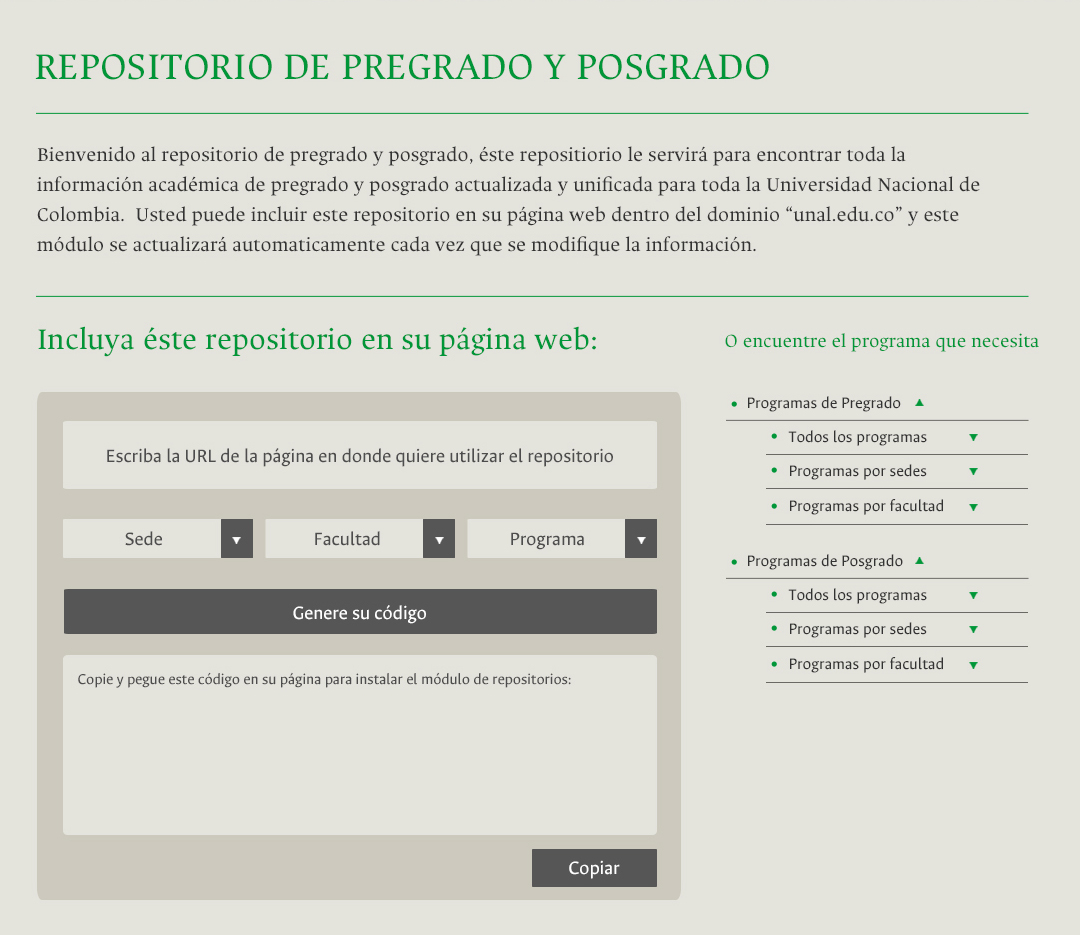 REPOSITORIO DE PREGRADO Y POSGRADO
Bienvenido al repositorio de pregrado y posgrado, éste repositiorio le servirá para encontrar toda la
información académica de pregrado y posgrado actualizada y unificada para toda la Universidad Nacional de
Colombia.  Usted puede incluir este repositorio en su página web dentro del dominio “unal.edu.co” y este
módulo se actualizará automaticamente cada vez que se modifique la información.
Incluya éste repositorio en su página web:
Escriba la URL de la página en donde quiere utilizar el repositorio
Sede
Facultad
Programa
Genere su código
Copie y pegue este código en su página para instalar el módulo de repositorios:
Copiar
O encuentre el programa que necesita
Programas de Pregrado
Todos los programas
Programas por sedes
Programas por facultad
Programas de Posgrado
Todos los programas
Programas por sedes
Programas por facultad